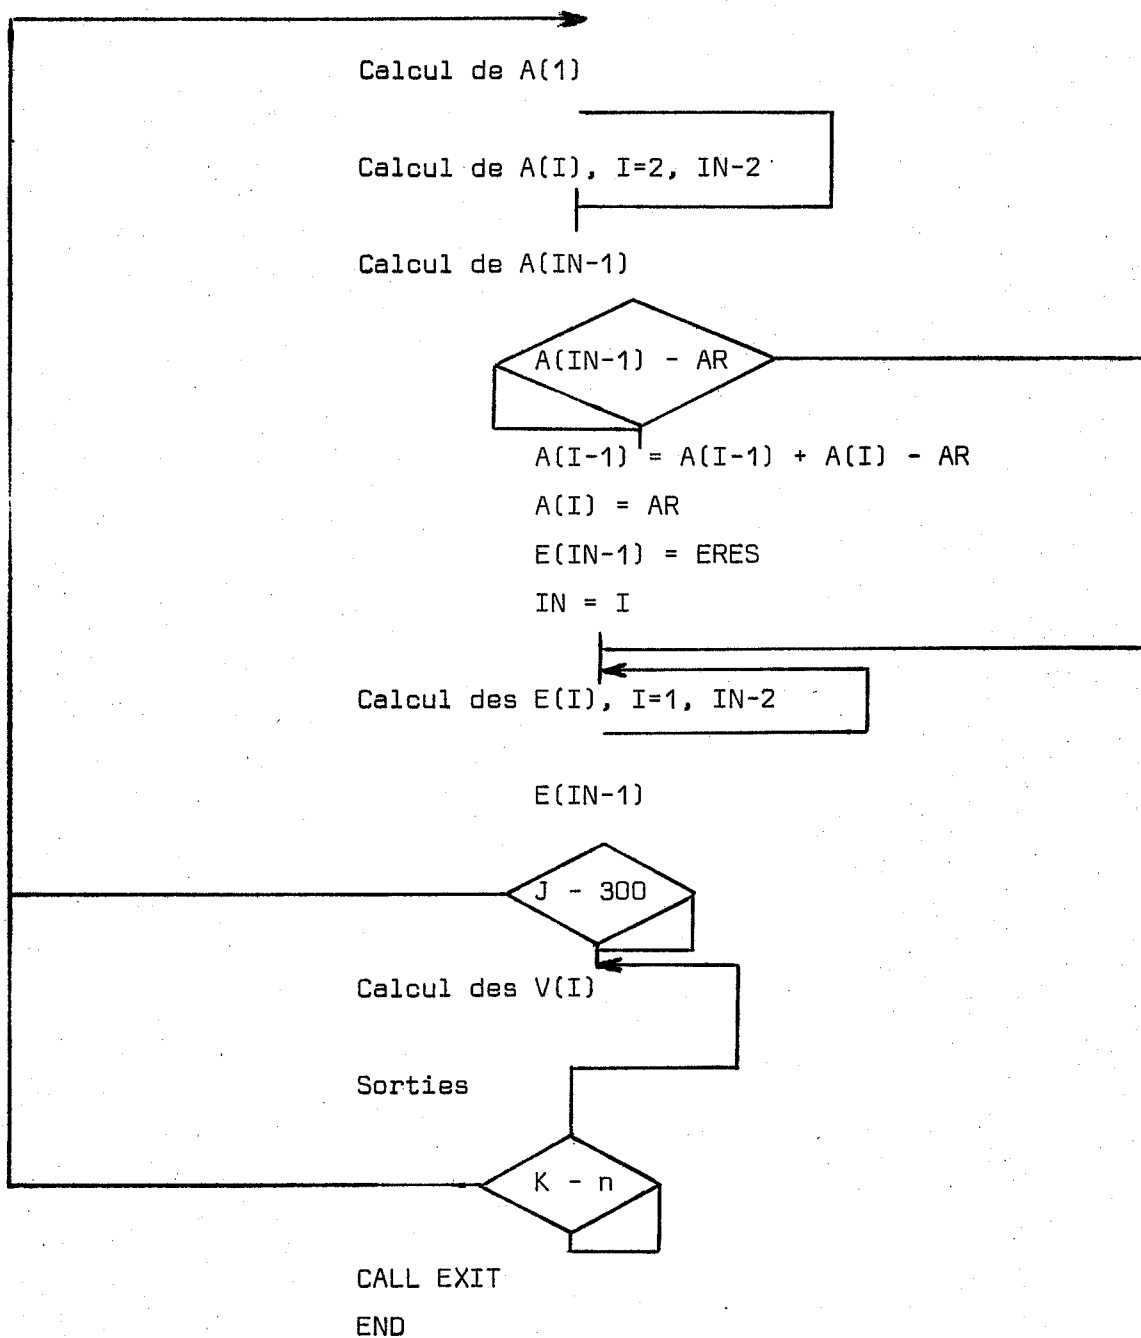 Calcul de A(1)
Calcul de A(I), I=2, IN-2
Calcul de A(IN-1)
A(IN-1) - AR
A(I-1) = A(I-1) + A(I) - AR
A(I) = AR
E(IN-1) = ERES
IN = I
Calcul des E(I), I=1, IN-2
E(IN-1)
J - 300
Calcul des V(I)
Sorties
K - n
CALL EXIT
END